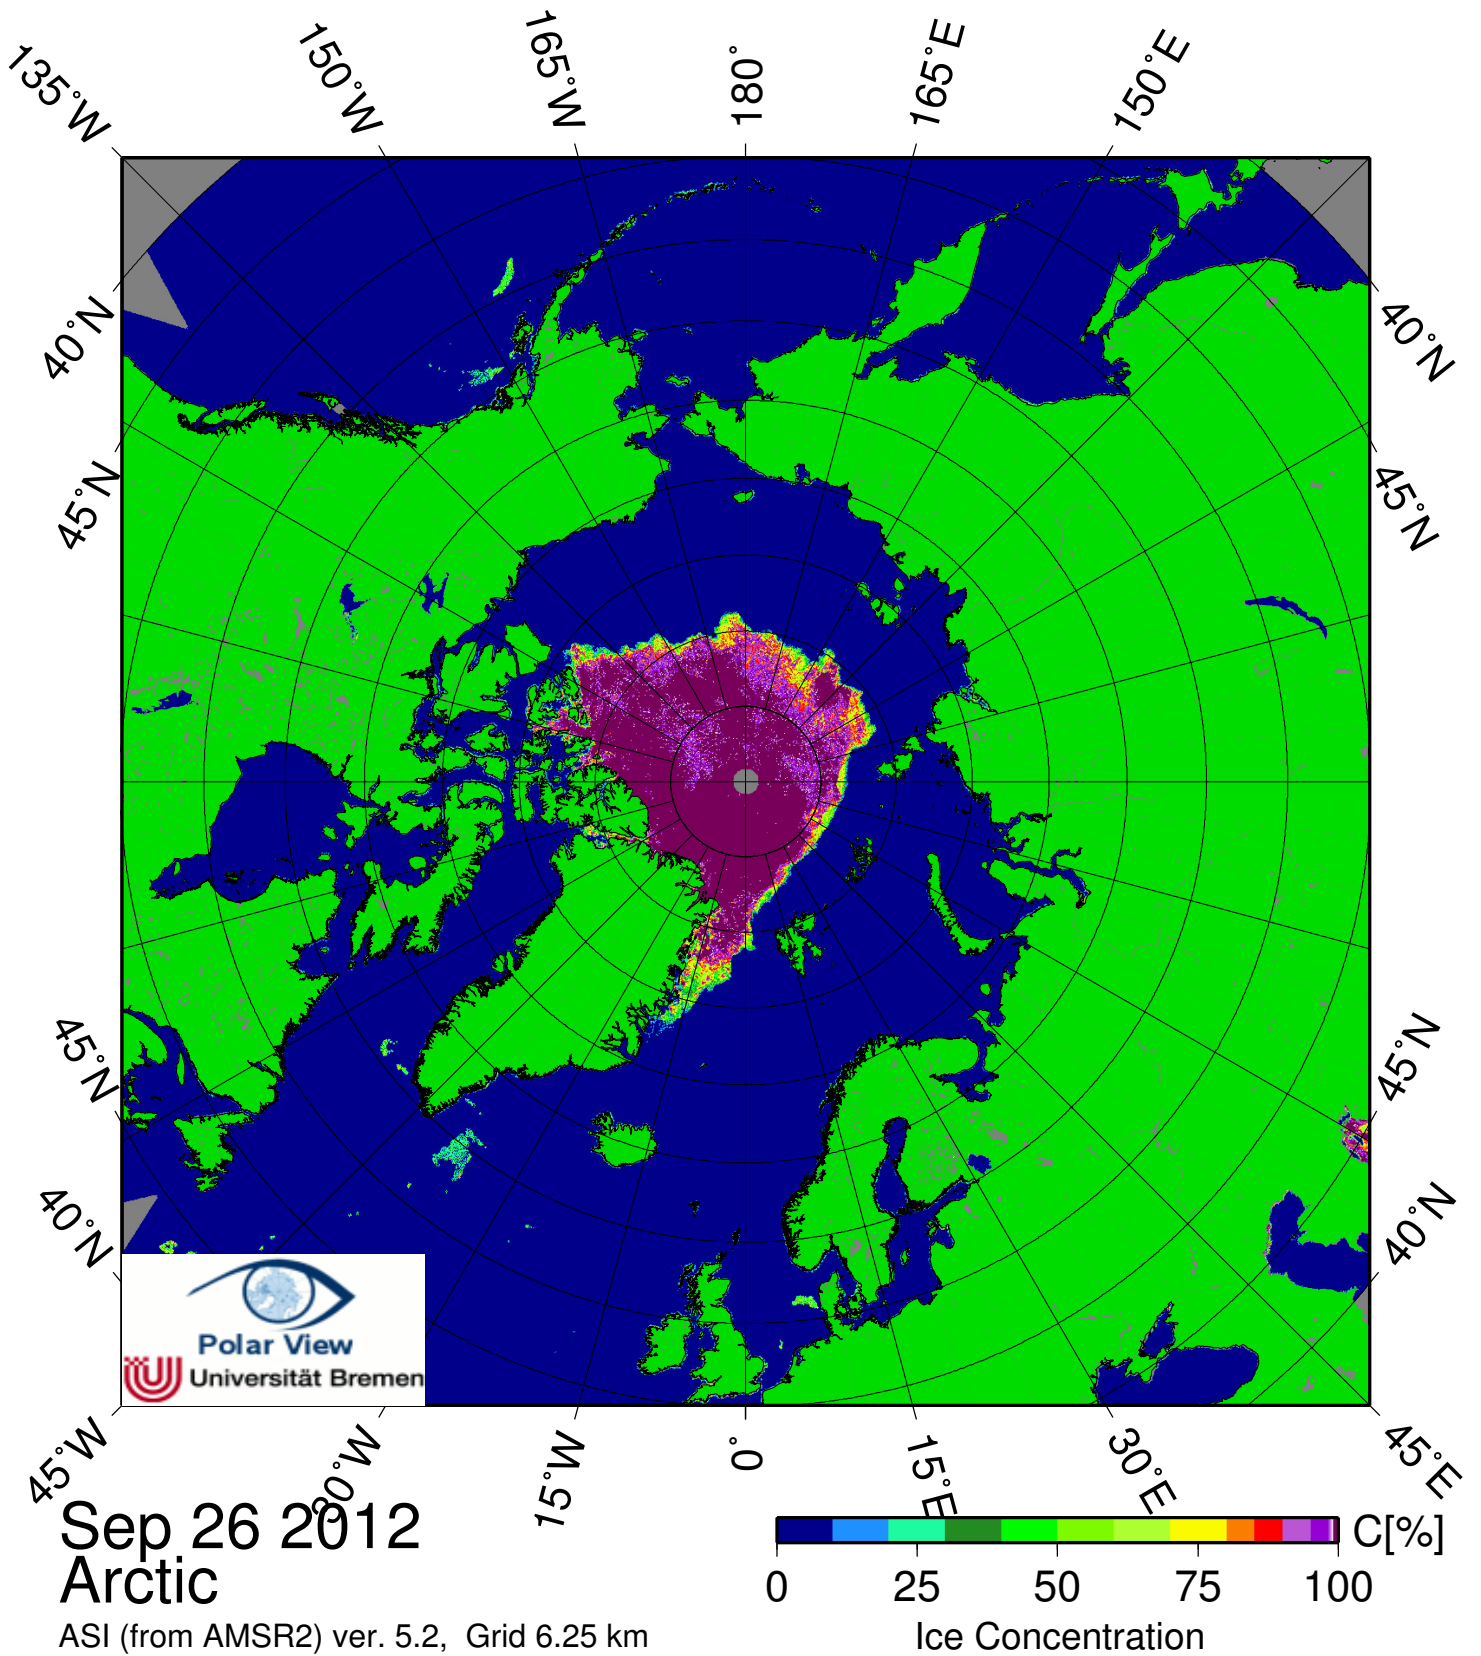 135°W
150°W
165°W
180°
165°E
150°E
40°N
40°N
45°N
45°N
45°N
45°N
40°N
40°N
Polar View
Universität Bremen
45°W
30°W
15°W
0°
15°E
30°E
45°E
Sep 26 2012
Arctic
ASI (from AMSR2) ver. 5.2, Grid 6.25 km
C[%]
0 25 50 75 100
Ice Concentration